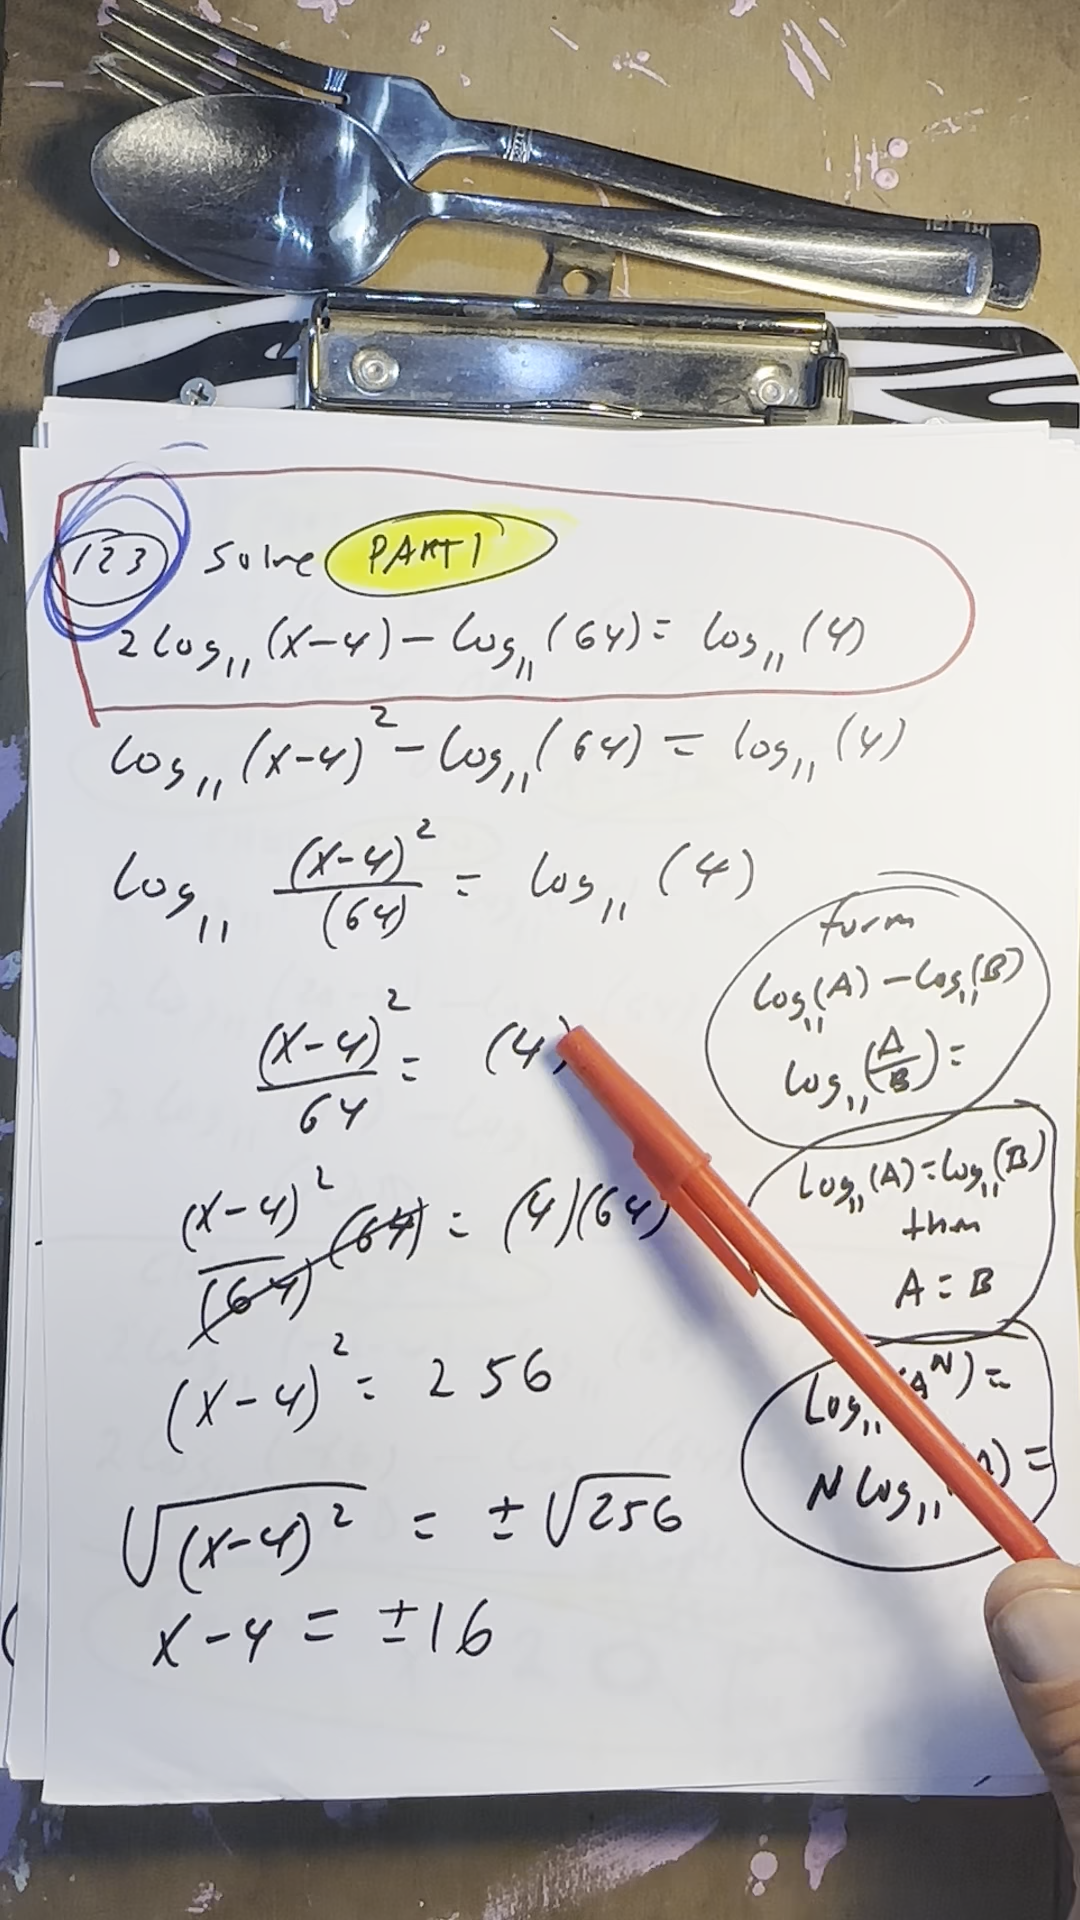 123 Solve PART 1
2log₁₁(x-4) - log₁₁(64) = log₁₁(4)
log₁₁(x-4)² - log₁₁(64) = log₁₁(4)
log₁₁ (x-4)²/(64) = log₁₁(4)
(x-4)²/64 = (4)
(x-4)²/(64) (64) = (4)(64)
(x-4)² = 256
√(x-4)² = ±√256
x-4 = ±16
form
log₁₁(A) - log₁₁(B)
log₁₁(A/B) =
log₁₁(A) = log₁₁(B)
then
A = B
log₁₁(Aᴺ) =
N log₁₁ A) =